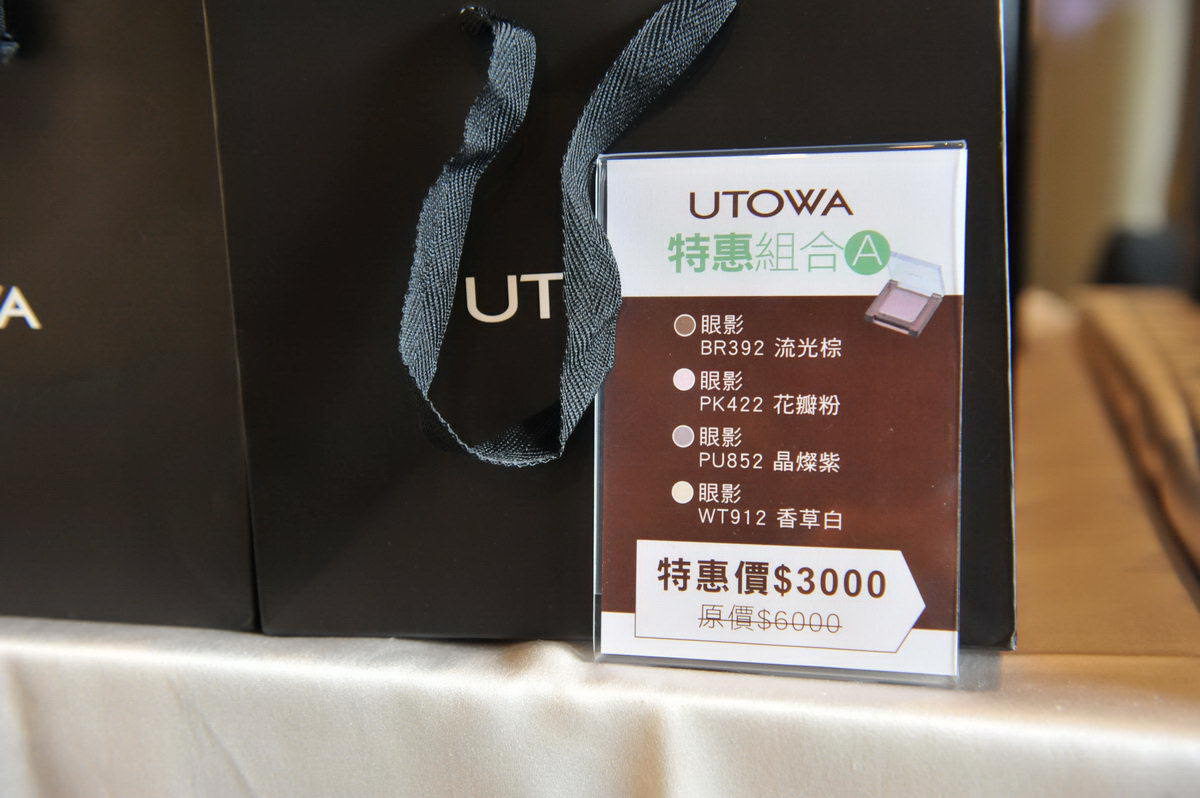 WA
UT
UTOWA
特惠組合A
眼影
BR392 流光棕
眼影
PK422 花瓣粉
眼影
PU852 晶燦紫
眼影
WT912 香草白
特惠價$3000
原價$6000